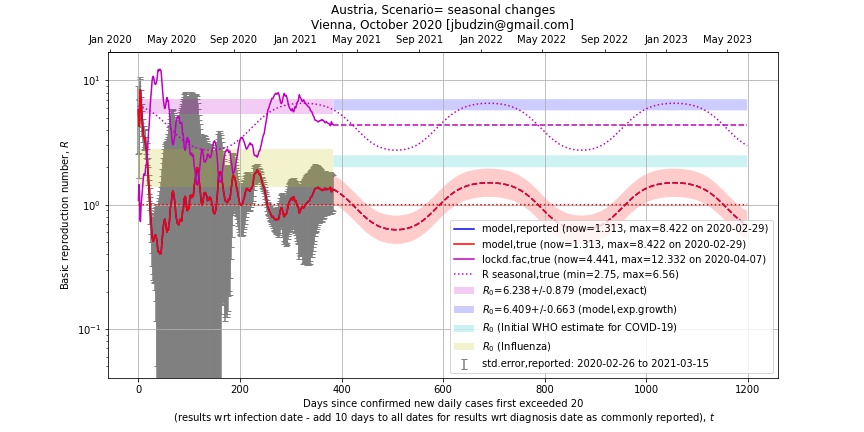 Austria, Scenario= seasonal changes
Vienna, October 2020 [jbudzin@gmail.com]
Jan 2020 May 2020 Sep 2020 Jan 2021 May 2021 Sep 2021 Jan 2022 May 2022 Sep 2022 Jan 2023 May 2023
Basic reproduction number, R
10¹
10⁰
10⁻¹
model,reported (now=1.313, max=8.422 on 2020-02-29)
model,true (now=1.313, max=8.422 on 2020-02-29)
lockd.fac,true (now=4.441, max=12.332 on 2020-04-07)
R seasonal,true (min=2.75, max=6.56)
R₀=6.238+/-0.879 (model,exact)
R₀=6.409+/-0.663 (model,exp.growth)
R₀ (Initial WHO estimate for COVID-19)
R₀ (Influenza)
std.error,reported: 2020-02-26 to 2021-03-15
0 200 400 600 800 1000 1200
Days since confirmed new daily cases first exceeded 20
(results wrt infection date - add 10 days to all dates for results wrt diagnosis date as commonly reported), t